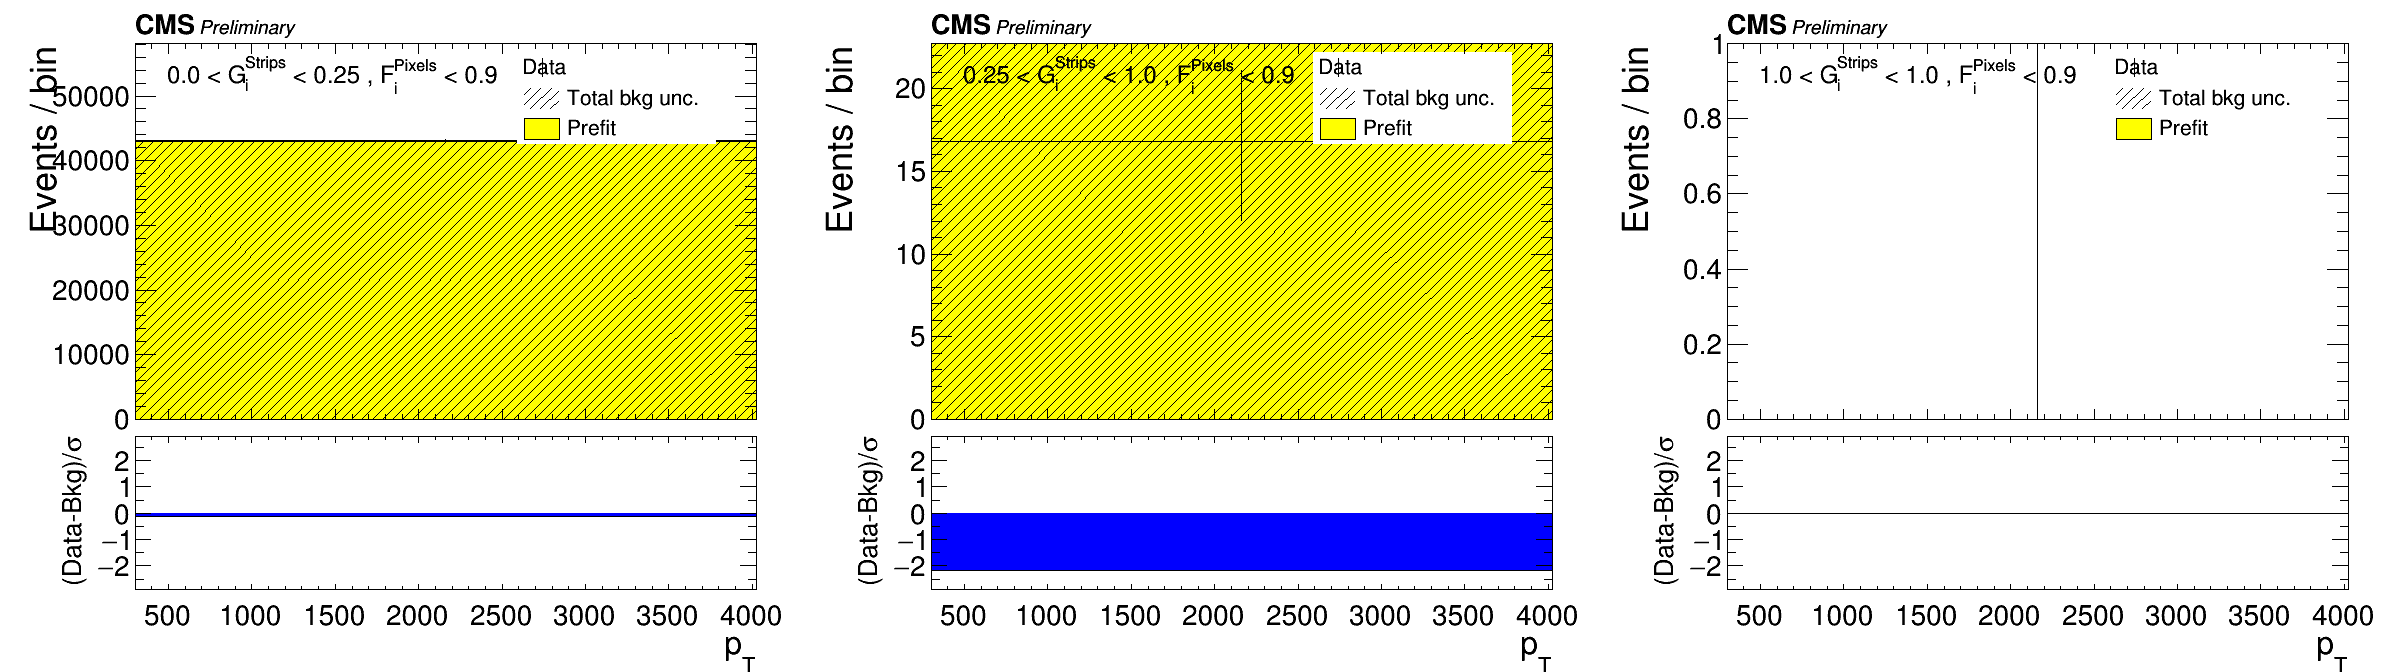 CMS Preliminary
Events / bin
0.0 < G_i^Strips < 0.25 , F_i^Pixels < 0.9
Data
Total bkg unc.
Prefit
50000
40000
30000
20000
10000
0
(Data-Bkg)/σ
2
1
0
−1
−2
500 1000 1500 2000 2500 3000 3500 4000
p_T
CMS Preliminary
Events / bin
0.25 < G_i^Strips < 1.0 , F_i^Pixels < 0.9
Data
Total bkg unc.
Prefit
20
15
10
5
0
(Data-Bkg)/σ
2
1
0
−1
−2
500 1000 1500 2000 2500 3000 3500 4000
p_T
CMS Preliminary
Events / bin
1.0 < G_i^Strips < 1.0 , F_i^Pixels < 0.9
Data
Total bkg unc.
Prefit
1
0.8
0.6
0.4
0.2
0
(Data-Bkg)/σ
2
1
0
−1
−2
500 1000 1500 2000 2500 3000 3500 4000
p_T